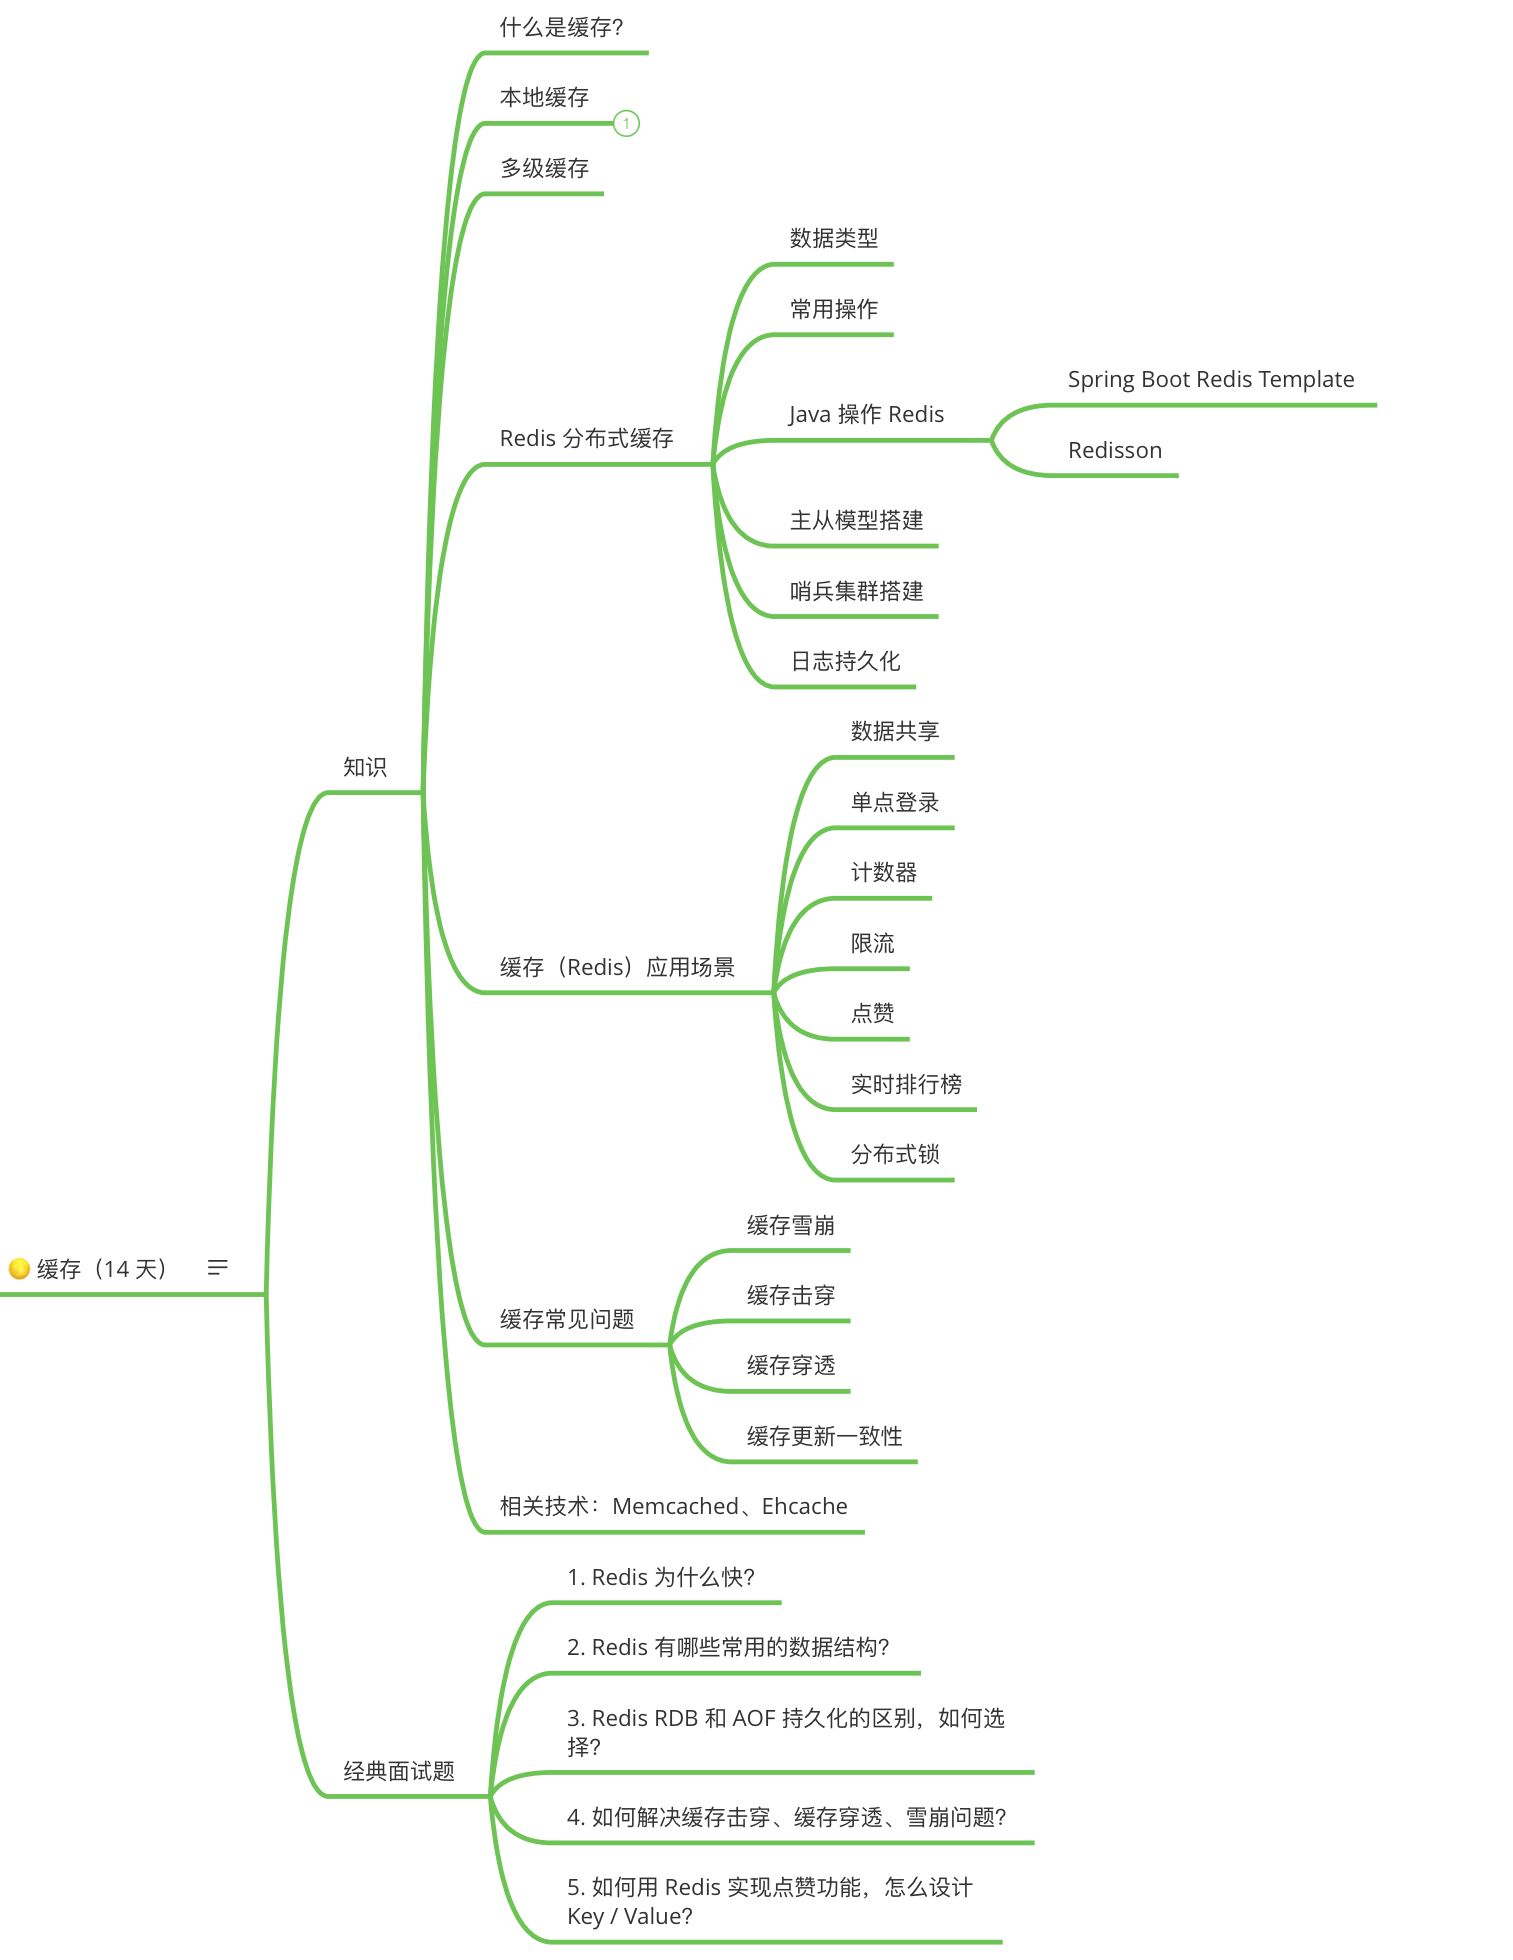 什么是缓存？
本地缓存
1
多级缓存
数据类型
常用操作
Spring Boot Redis Template
Java 操作 Redis
Redis 分布式缓存
Redisson
主从模型搭建
哨兵集群搭建
日志持久化
数据共享
知识
单点登录
计数器
限流
缓存（Redis）应用场景
点赞
实时排行榜
分布式锁
缓存雪崩
缓存（14 天）
缓存击穿
缓存常见问题
缓存穿透
缓存更新一致性
相关技术：Memcached、Ehcache
1. Redis 为什么快？
2. Redis 有哪些常用的数据结构？
3. Redis RDB 和 AOF 持久化的区别，如何选
择？
经典面试题
4. 如何解决缓存击穿、缓存穿透、雪崩问题？
5. 如何用 Redis 实现点赞功能，怎么设计
Key / Value？